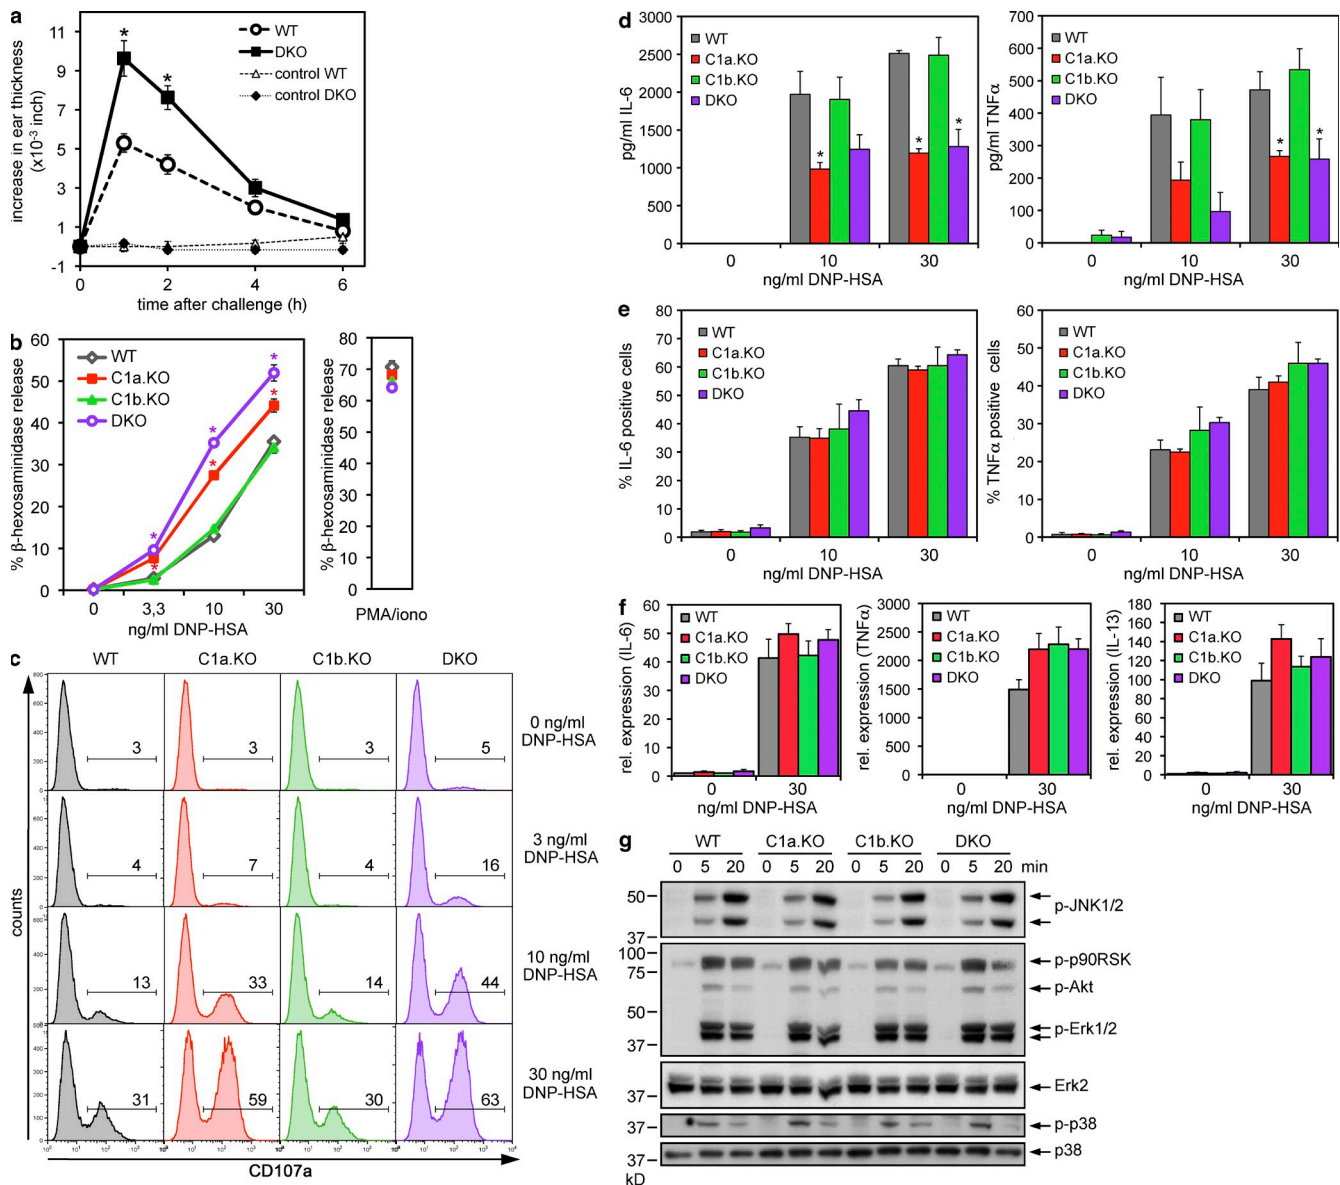 a
increase in ear thickness
(x10⁻³ inch)
11
9
7
5
3
1
-1
*
*
WT
DKO
control WT
control DKO
0 2 4 6
time after challenge (h)
b
% β-hexosaminidase release
60
50
40
30
20
10
0
WT
C1a.KO
C1b.KO
DKO
*
*
*
*
*
*
0 3,3 10 30
ng/ml DNP-HSA
% β-hexosaminidase release
80
70
60
50
40
30
20
10
0
PMA/iono
c
WT C1a.KO C1b.KO DKO
3 3 3 5
0 ng/ml
DNP-HSA
4 7 4 16
3 ng/ml
DNP-HSA
13 33 14 44
10 ng/ml
DNP-HSA
31 59 30 63
30 ng/ml
DNP-HSA
counts
CD107a
d
pg/ml IL-6
3000
2500
2000
1500
1000
500
0
WT
C1a.KO
C1b.KO
DKO
* * *
0 10 30
ng/ml DNP-HSA
pg/ml TNFα
700
600
500
400
300
200
100
0
WT
C1a.KO
C1b.KO
DKO
* *
0 10 30
ng/ml DNP-HSA
e
% IL-6 positive cells
80
70
60
50
40
30
20
10
0
WT
C1a.KO
C1b.KO
DKO
0 10 30
ng/ml DNP-HSA
% TNFα positive cells
60
50
40
30
20
10
0
WT
C1a.KO
C1b.KO
DKO
0 10 30
ng/ml DNP-HSA
f
rel. expression (IL-6)
60
50
40
30
20
10
0
WT
C1a.KO
C1b.KO
DKO
0 30
ng/ml DNP-HSA
rel. expression (TNFα)
3000
2500
2000
1500
1000
500
0
WT
C1a.KO
C1b.KO
DKO
0 30
ng/ml DNP-HSA
rel. expression (IL-13)
180
160
140
120
100
80
60
40
20
0
WT
C1a.KO
C1b.KO
DKO
0 30
ng/ml DNP-HSA
g
WT C1a.KO C1b.KO DKO
0 5 20 0 5 20 0 5 20 0 5 20 min
50
37
p-JNK1/2
100
75
50
37
p-p90RSK
p-Akt
p-Erk1/2
37
Erk2
37
p-p38
37
p38
kD